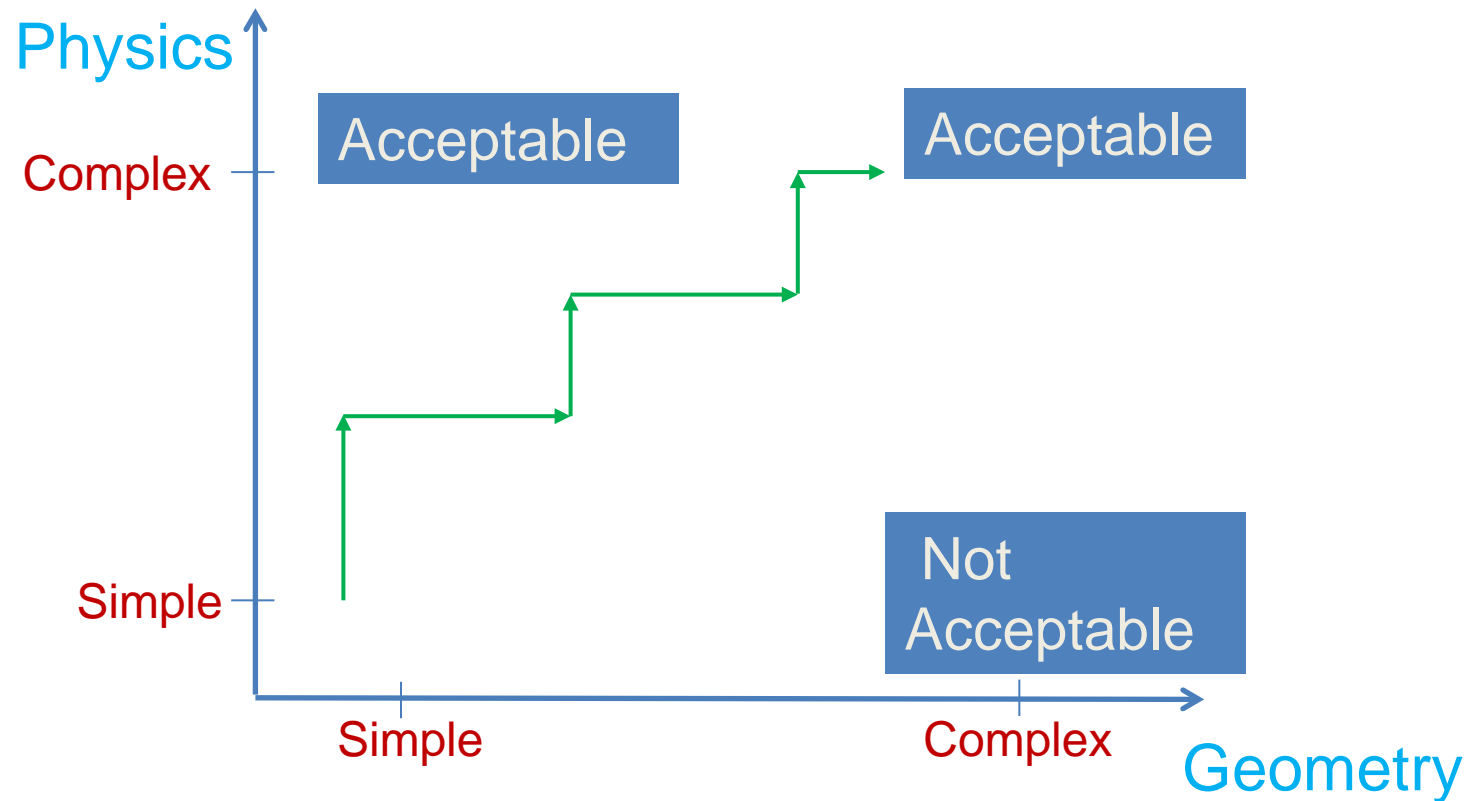 Physics
Acceptable
Acceptable
Complex
Not
Acceptable
Simple
Simple
Complex
Geometry